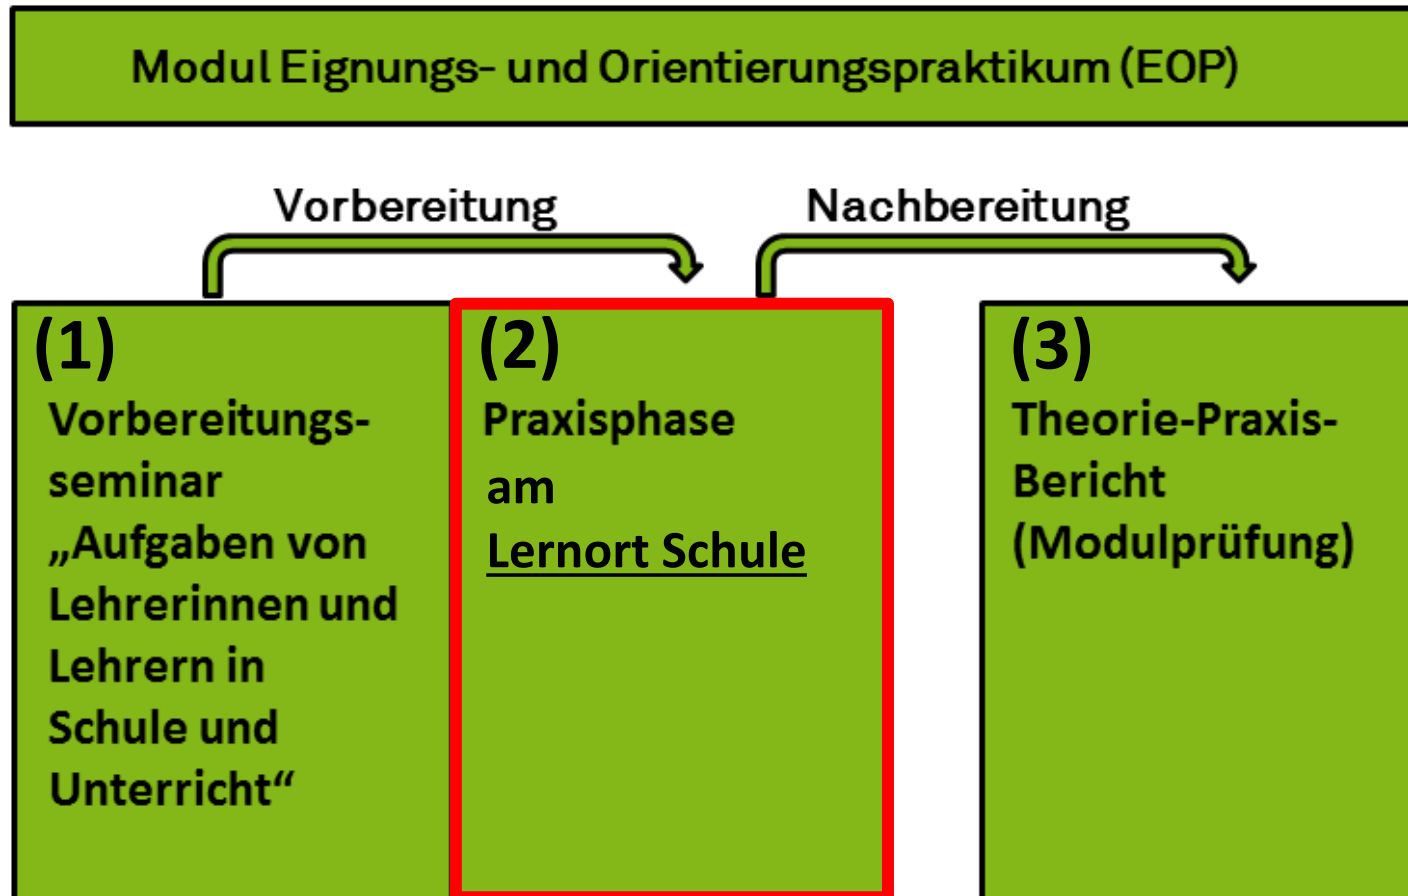 Modul Eignungs- und Orientierungspraktikum (EOP)
Vorbereitung
Nachbereitung
(1)
Vorbereitungs-
seminar
„Aufgaben von
Lehrerinnen und
Lehrern in
Schule und
Unterricht“
(2)
Praxisphase
am
Lernort Schule
(3)
Theorie-Praxis-
Bericht
(Modulprüfung)